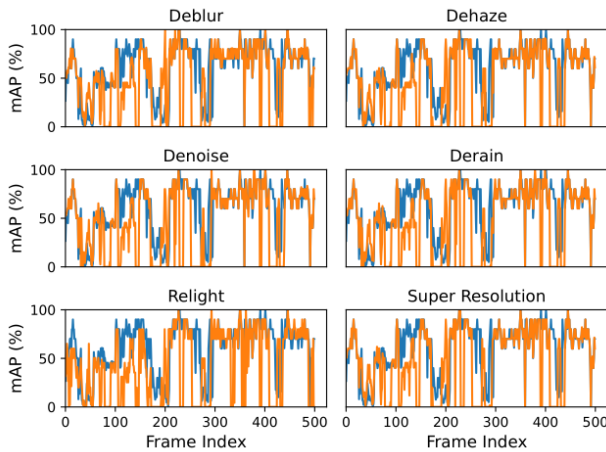 Deblur Dehaze
100
50
0
mAP (%)
Denoise Derain
100
50
0
mAP (%)
Relight Super Resolution
100
50
0
mAP (%)
0 100 200 300 400 500 0 100 200 300 400 500
Frame Index Frame Index